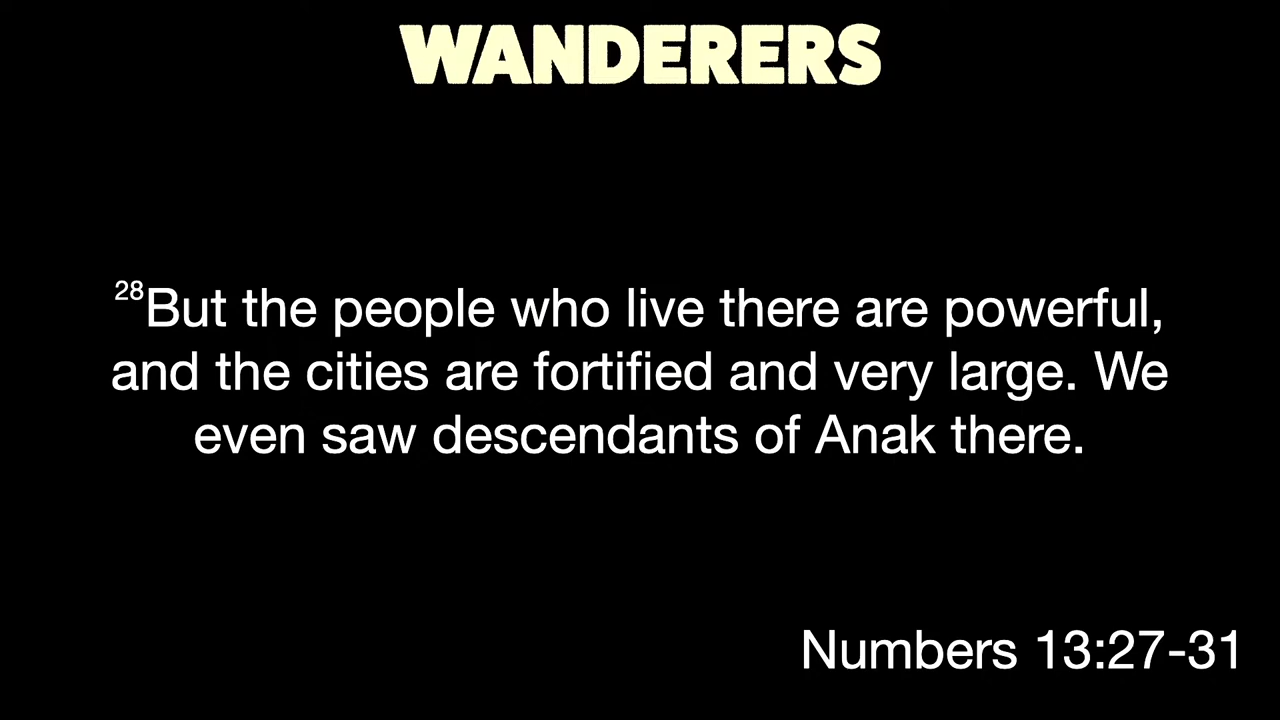 WANDERERS
28But the people who live there are powerful,
and the cities are fortified and very large. We
even saw descendants of Anak there.
Numbers 13:27-31